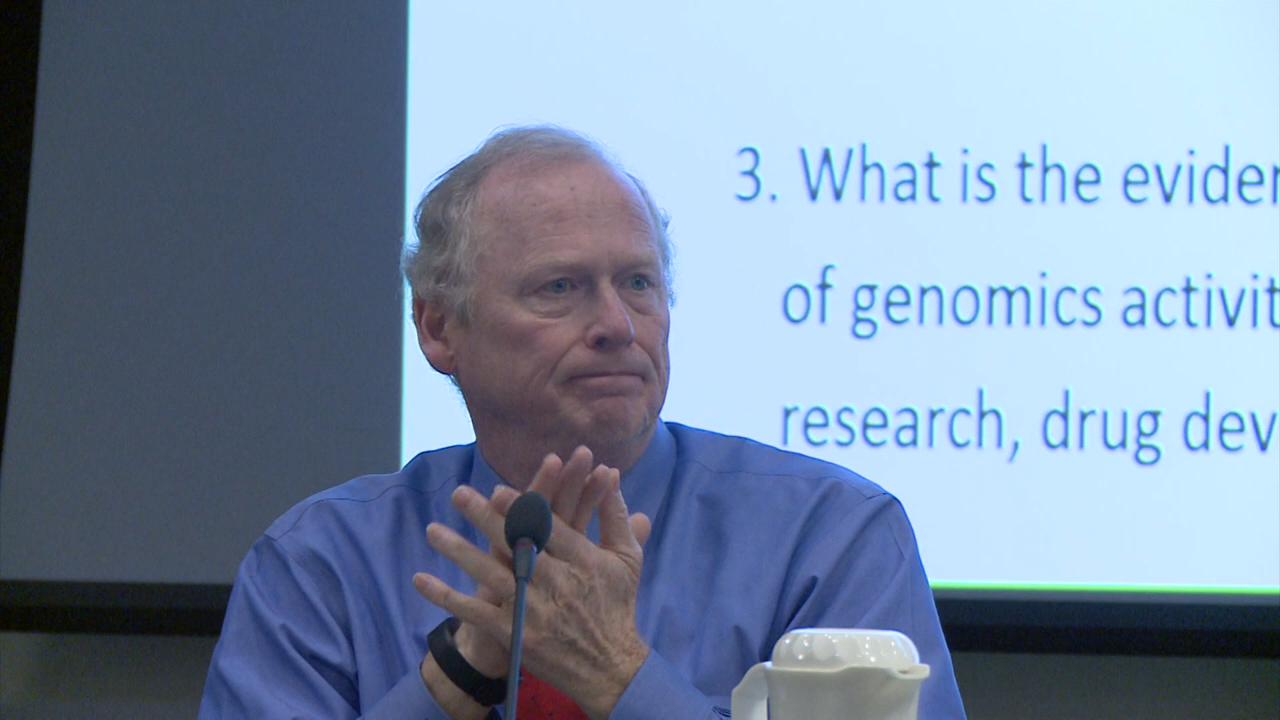 3. What is the
of genomics
research, drug